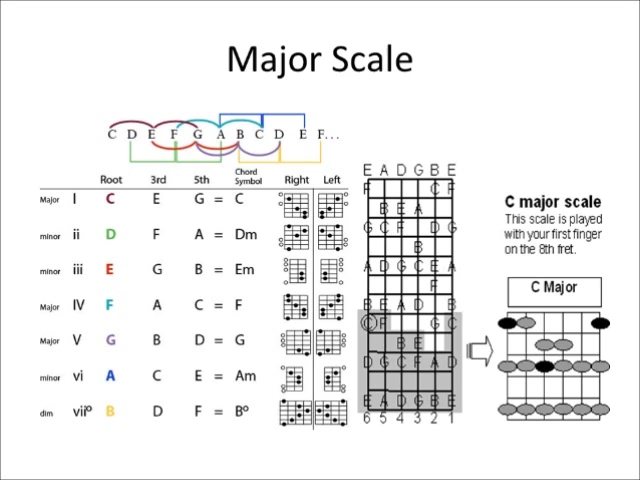 Major Scale
C D E F G A B C D E F...
Root 3rd 5th Chord Symbol Right Left
Major I C E G = C
minor ii D F A = Dm
minor iii E G B = Em
Major IV F A C = F
Major V G B D = G
minor vi A C E = Am
dim viiº B D F = Bº
E A D G B E
F C F
B E A
G C F D G
B
A D G C E A
F
B E A D B
C F G C
B E
D G C F A D
E A D G B E
6 5 4 3 2 1
C major scale
This scale is played
with your first finger
on the 8th fret.
C Major